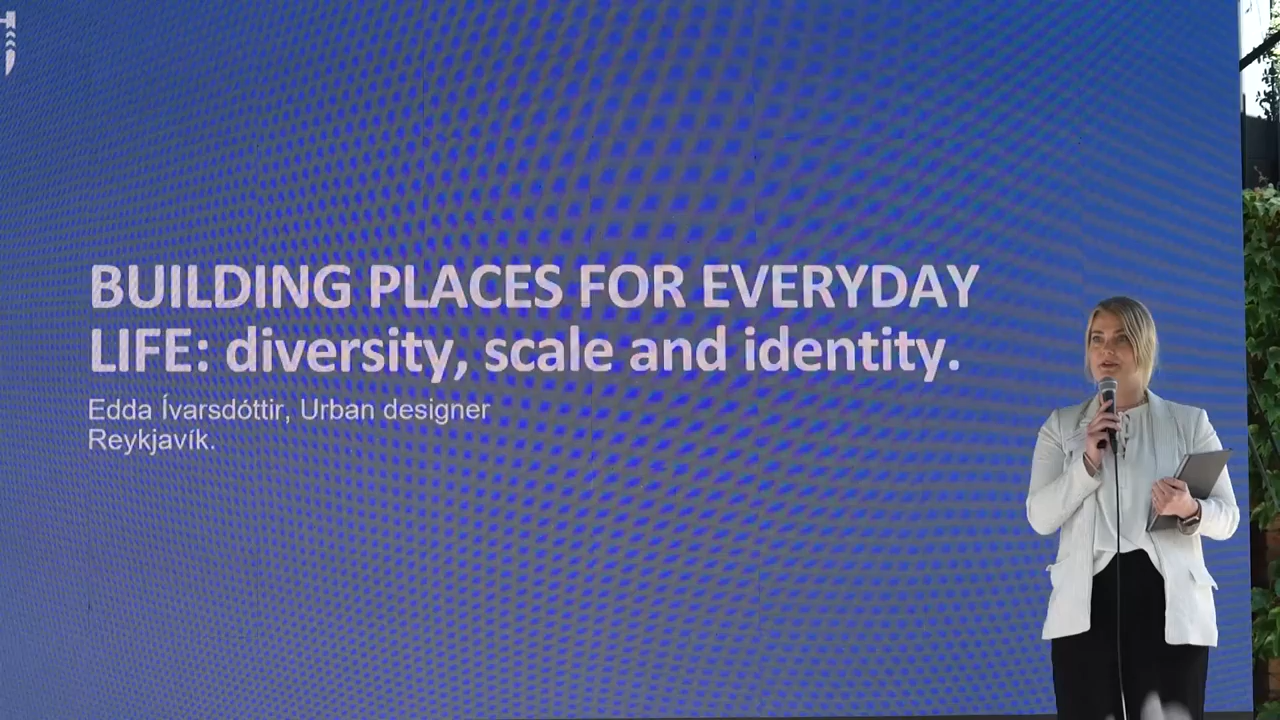 BUILDING PLACES FOR EVERYDAY
LIFE: diversity, scale and identity.
Edda Ívarsdóttir, Urban designer
Reykjavík.